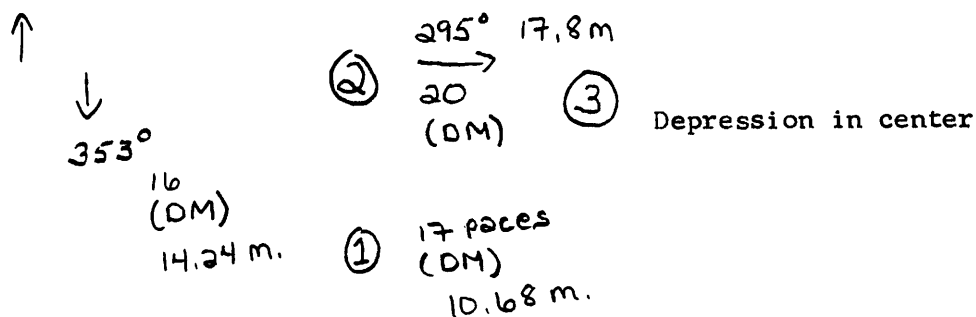 295° 17.8 m
② 20 (DM) ③ Depression in center
353°
16
(DM)
14.24 m.
① 17 paces
(DM)
10.68 m.